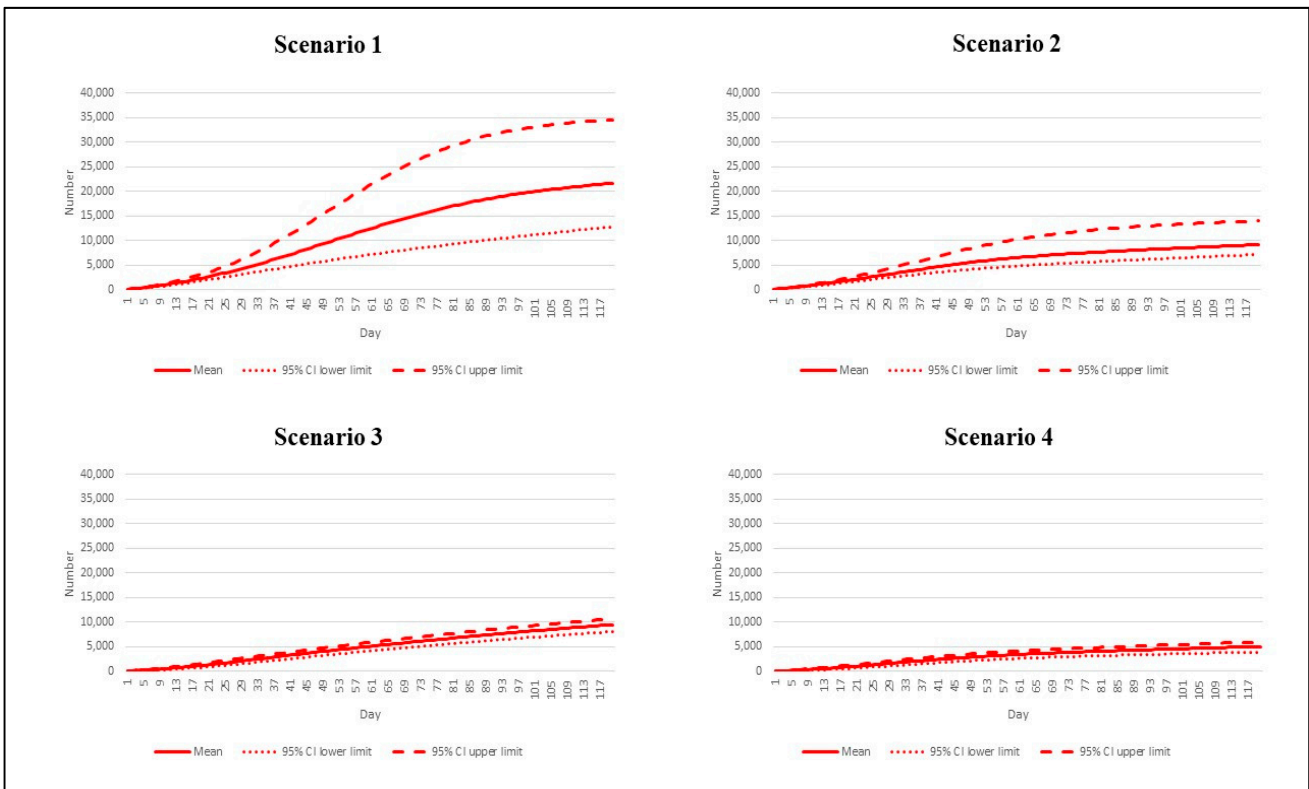 Scenario 1
40,000
35,000
30,000
25,000
20,000
15,000
10,000
5,000
0
Number
1 5 9 13 17 21 25 29 33 37 41 45 49 53 57 61 65 69 73 77 81 85 89 93 97 101 105 109 113 117
Day
Mean 95% CI lower limit 95% CI upper limit
Scenario 2
40,000
35,000
30,000
25,000
20,000
15,000
10,000
5,000
0
Number
1 5 9 13 17 21 25 29 33 37 41 45 49 53 57 61 65 69 73 77 81 85 89 93 97 101 105 109 113 117
Day
Mean 95% CI lower limit 95% CI upper limit
Scenario 3
40,000
35,000
30,000
25,000
20,000
15,000
10,000
5,000
0
Number
1 5 9 13 17 21 25 29 33 37 41 45 49 53 57 61 65 69 73 77 81 85 89 93 97 101 105 109 113 117
Day
Mean 95% CI lower limit 95% CI upper limit
Scenario 4
40,000
35,000
30,000
25,000
20,000
15,000
10,000
5,000
0
Number
1 5 9 13 17 21 25 29 33 37 41 45 49 53 57 61 65 69 73 77 81 85 89 93 97 101 105 109 113 117
Day
Mean 95% CI lower limit 95% CI upper limit